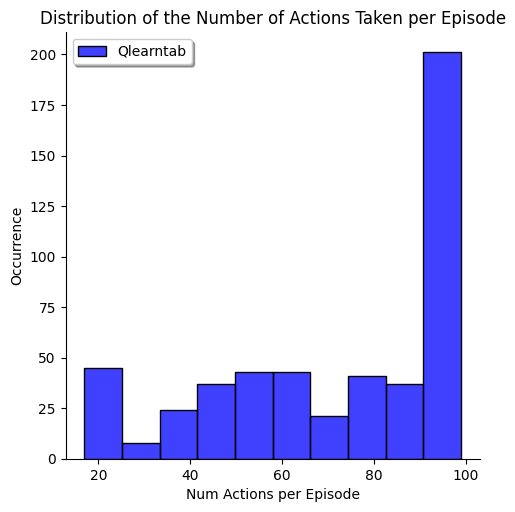 Distribution of the Number of Actions Taken per Episode
Qlearntab
200
175
150
125
100
75
50
25
0
Occurrence
20 40 60 80 100
Num Actions per Episode